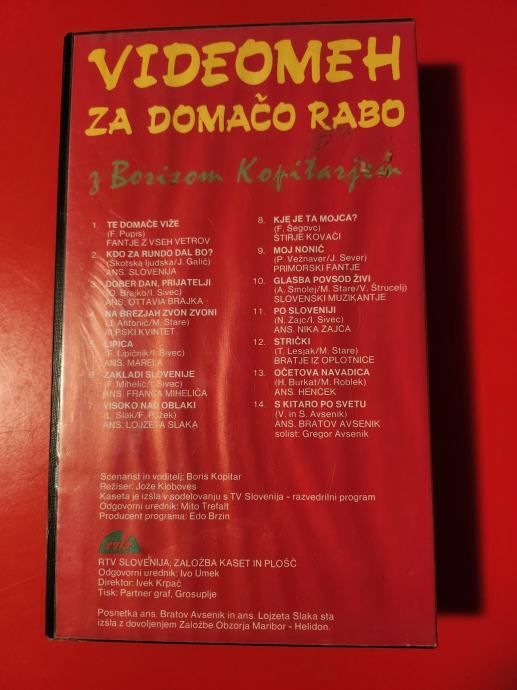 VIDEOMEH
ZA DOMAČO RABO
z Borisom Kopitarjem
1. TE DOMAČE VIŽE
(F. Pupis)
FANTJE Z VSEH VETROV
2. KDO ZA RUNDO DAL BO?
(Škotska ljudska/J. Galič)
ANS. SLOVENIJA
3. DOBER DAN, PRIJATELJI
(O. Brajko/I. Sivec)
ANS. OTTAVIA BRAJKA
4. NA BREZJAH ZVON ZVONI
(J. Antonič/M. Stare)
ALPSKI KVINTET
5. LIPICA
(F. Lipičnik/I. Sivec)
ANS. MARELA
6. ZAKLADI SLOVENIJE
(F. Mihelič/I. Sivec)
ANS. FRANCA MIHELIČA
7. VISOKO NAD OBLAKI
(L. Slak/F. Požek)
ANS. LOJZETA SLAKA
8. KJE JE TA MOJCA?
(F. Šegovc)
ŠTIRJE KOVAČI
9. MOJ NONIČ
(P. Vežnaver/J. Sever)
PRIMORSKI FANTJE
10. GLASBA POVSOD ŽIVI
(A. Smolej/M. Stare/V. Štrucelj)
SLOVENSKI MUZIKANTJE
11. PO SLOVENIJI
(N. Zajc/I. Sivec)
ANS. NIKA ZAJCA
12. STRIČKI
(T. Lesjak/M. Stare)
BRATJE IZ OPLOTNICE
13. OČETOVA NAVADICA
(H. Burkat/M. Roblek)
ANS. HENČEK
14. S KITARO PO SVETU
(V. in S. Avsenik)
ANS. BRATOV AVSENIK
solist: Gregor Avsenik
Scenarist in voditelj: Boris Kopitar
Režiser: Jože Kloboves
Kaseta je izšla v sodelovanju s TV Slovenija - razvedrilni program
Odgovorni urednik: Mito Trefalt
Producent programa: Edo Brzin
RTV SLOVENIJA, ZALOŽBA KASET IN PLOŠČ
Odgovorni urednik: Ivo Umek
Direktor: Ivek Krpač
Tisk: Partner graf, Grosuplje
Posnetka ans. Bratov Avsenik in ans. Lojzeta Slaka sta
izšla z dovoljenjem Založbe Obzorja Maribor - Helidon.